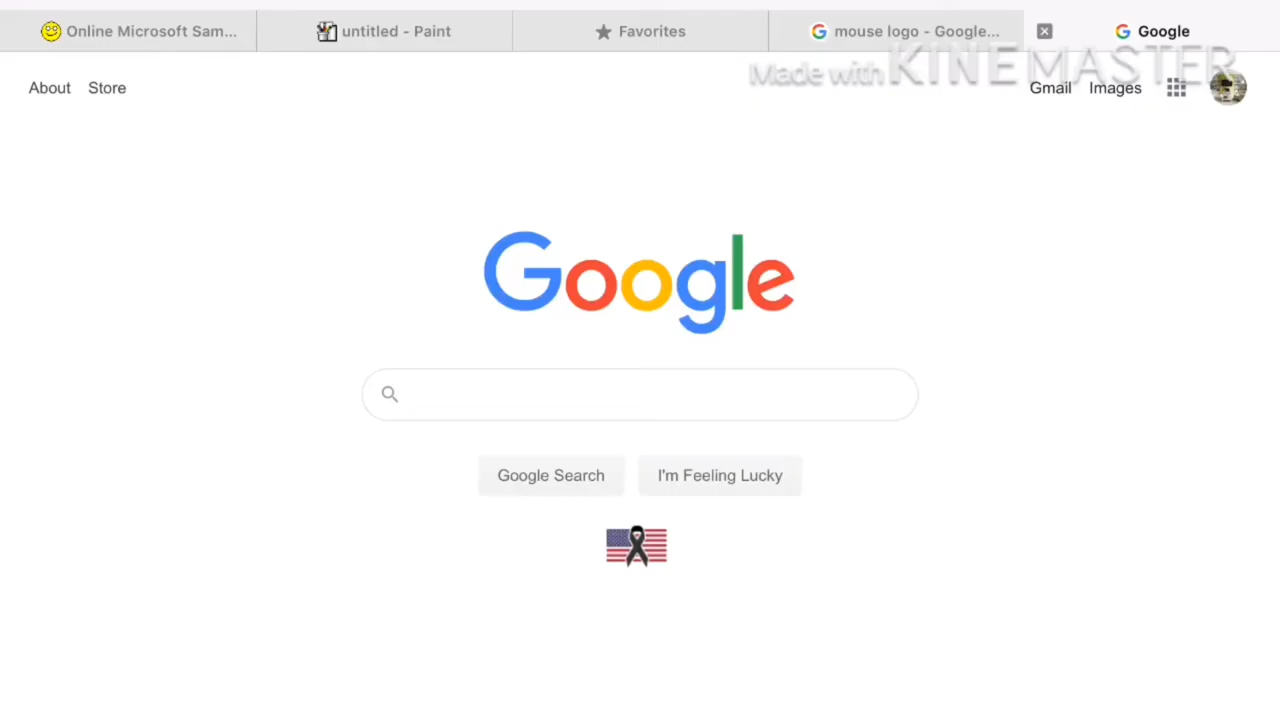 Online Microsoft Sam...
untitled - Paint
Favorites
mouse logo - Google...
Google
Made with KINEMASTER
About
Store
Gmail
Images
Google
Google Search
I'm Feeling Lucky